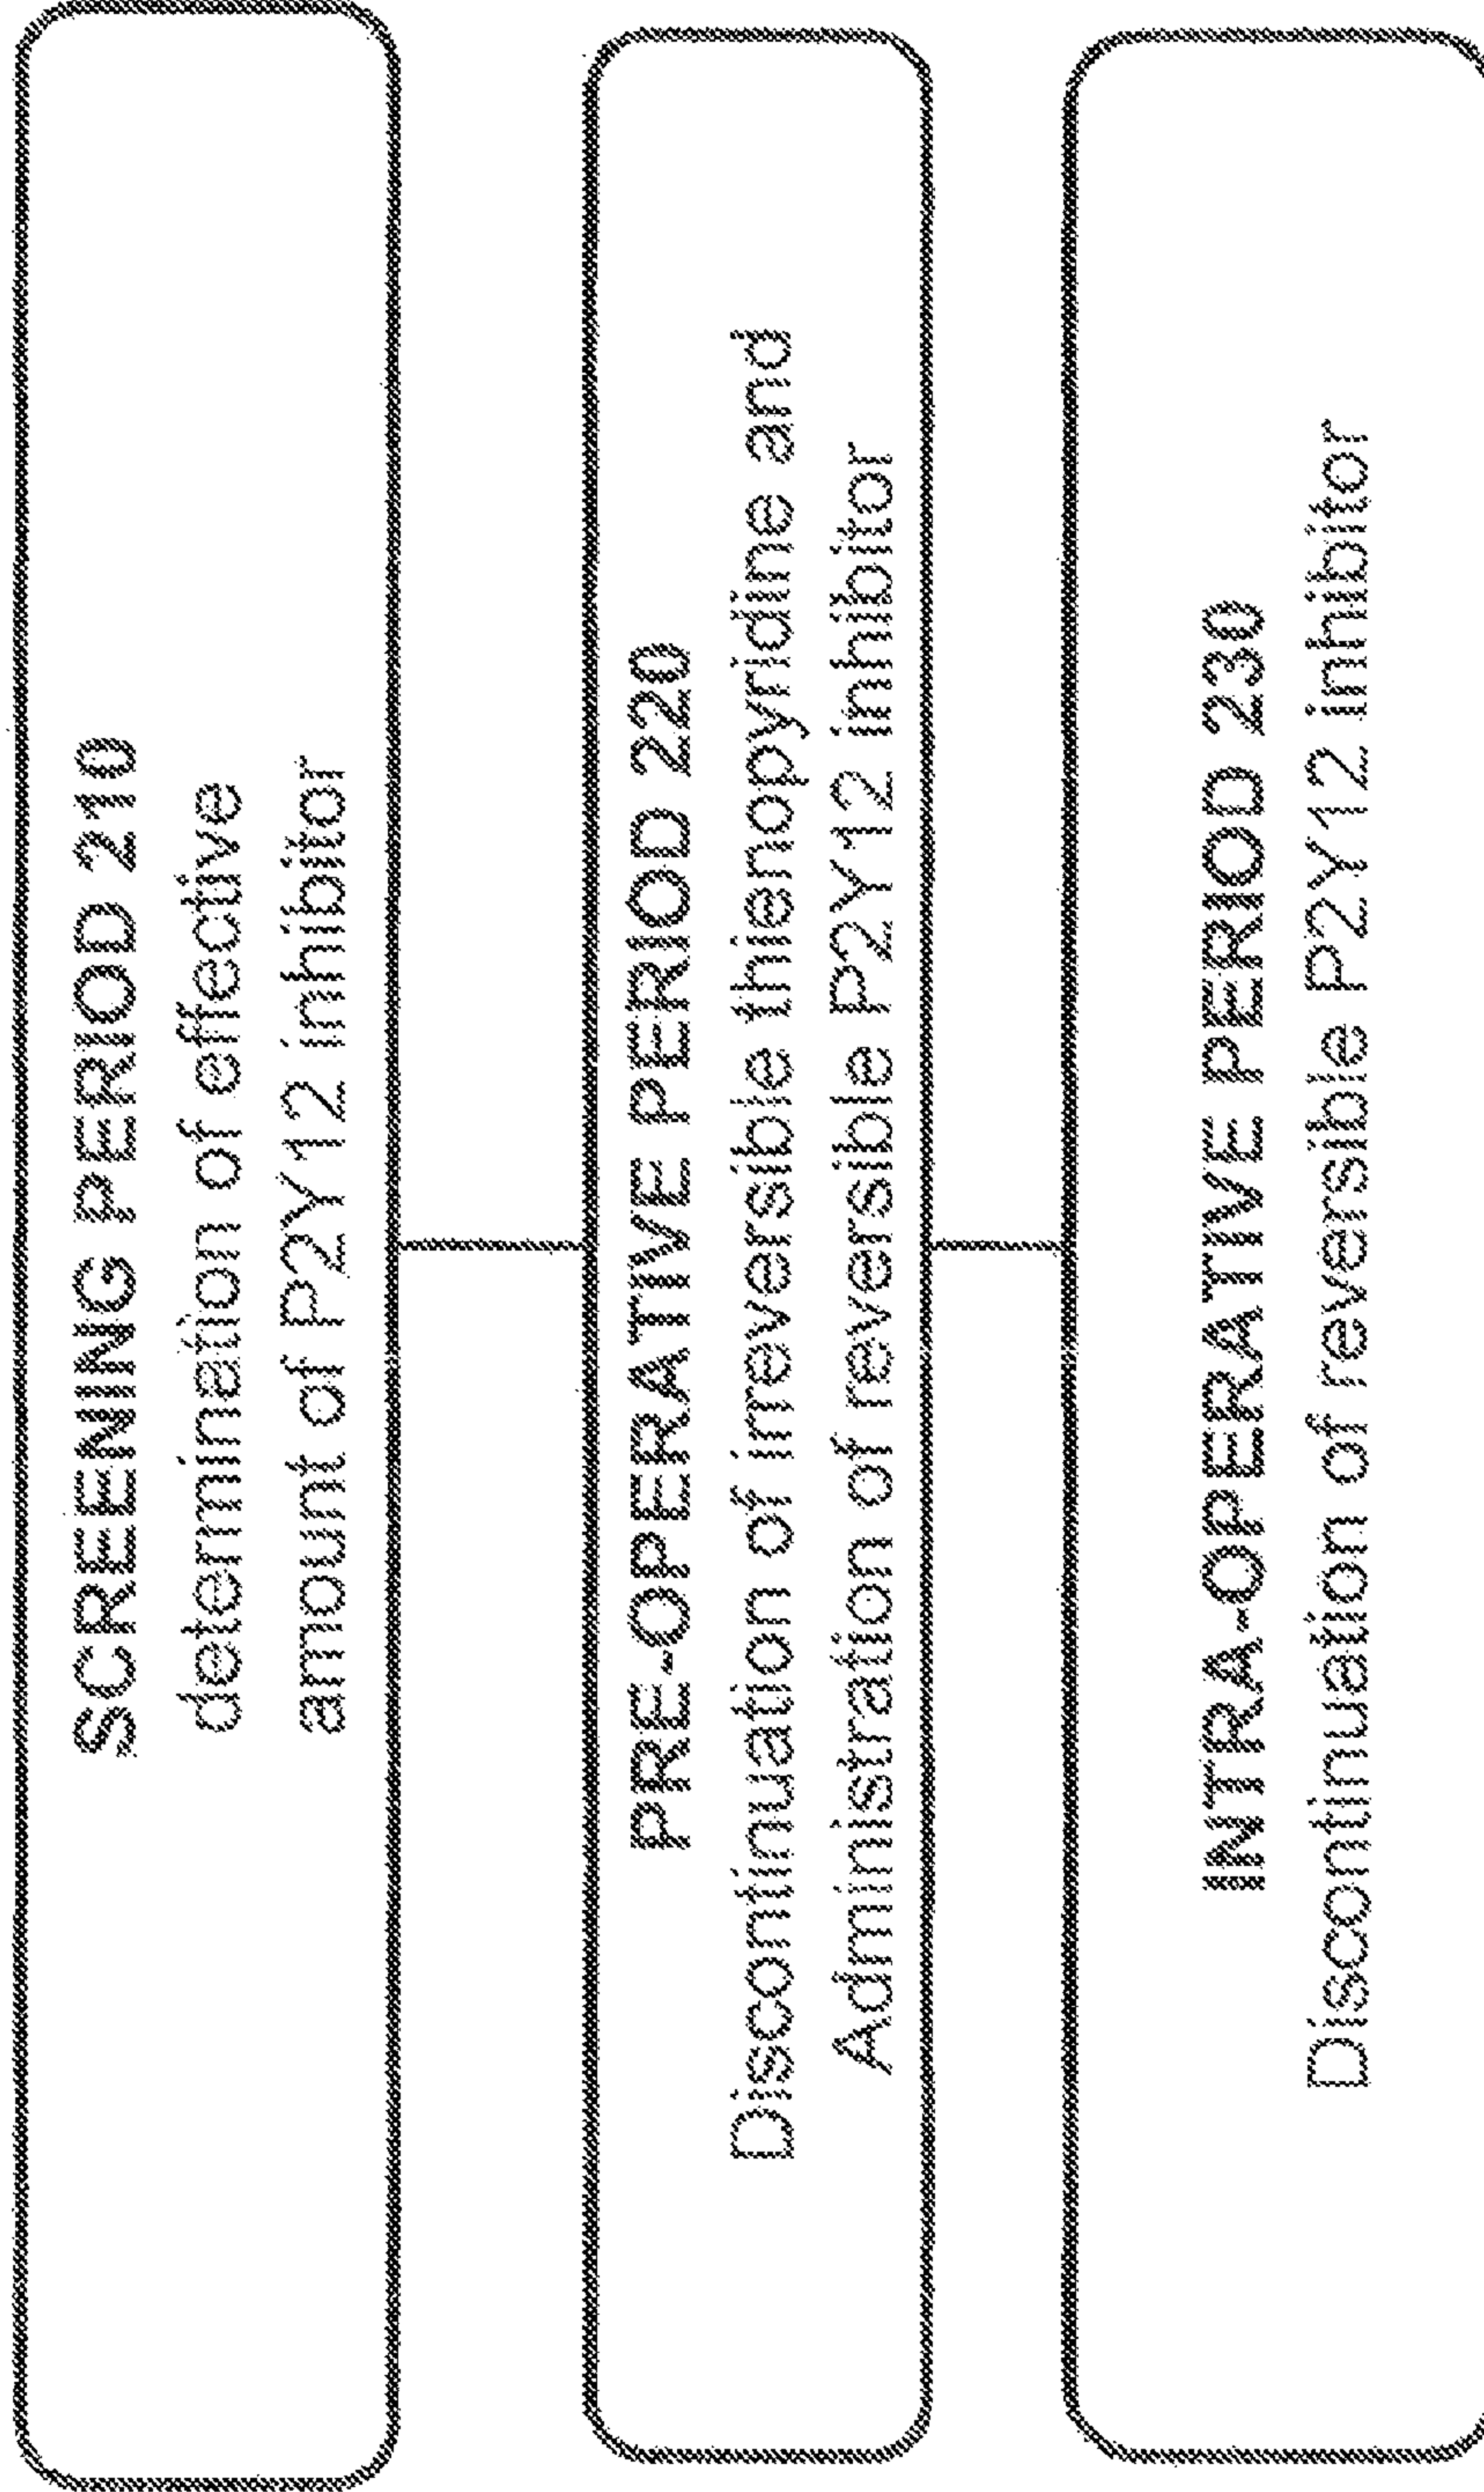 SCREENING PERIOD 210
determination of effective
amount of P2Y12 inhibitor
PRE-OPERATIVE PERIOD 220
Discontinuation of irreversible thienopyridine and
Administration of reversible P2Y12 inhibitor
INTRA-OPERATIVE PERIOD 230
Discontinuation of reversible P2Y12 inhibitor